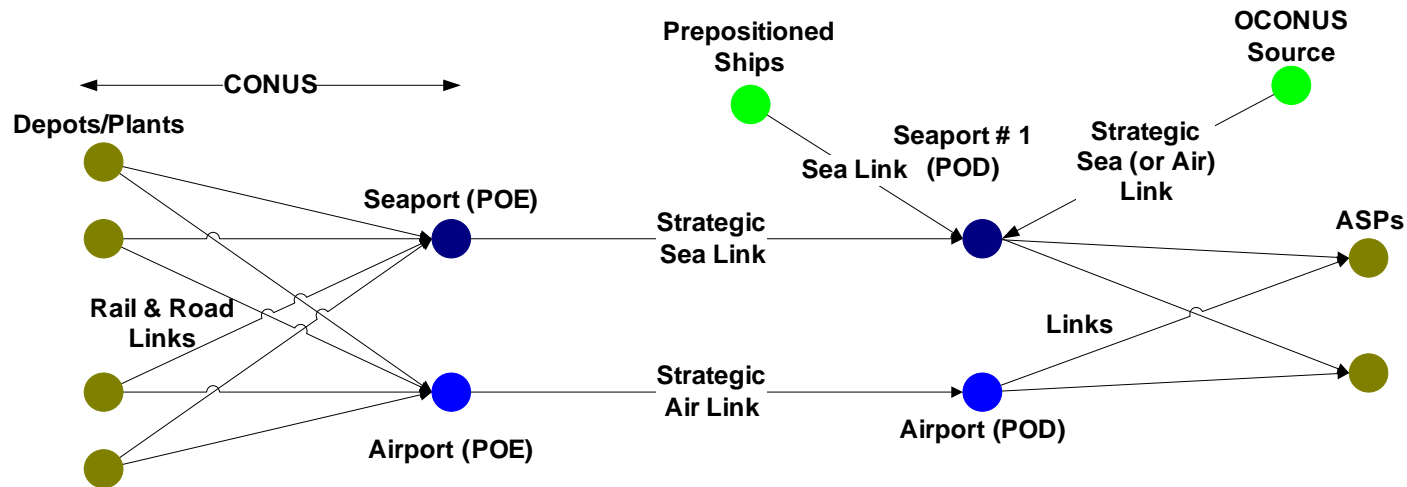 Prepositioned
Ships
OCONUS
Source
CONUS
Depots/Plants
Seaport # 1
(POD)
Strategic
Sea (or Air)
Link
Sea Link
Seaport (POE)
Strategic
Sea Link
ASPs
Rail & Road
Links
Links
Strategic
Air Link
Airport (POE)
Airport (POD)